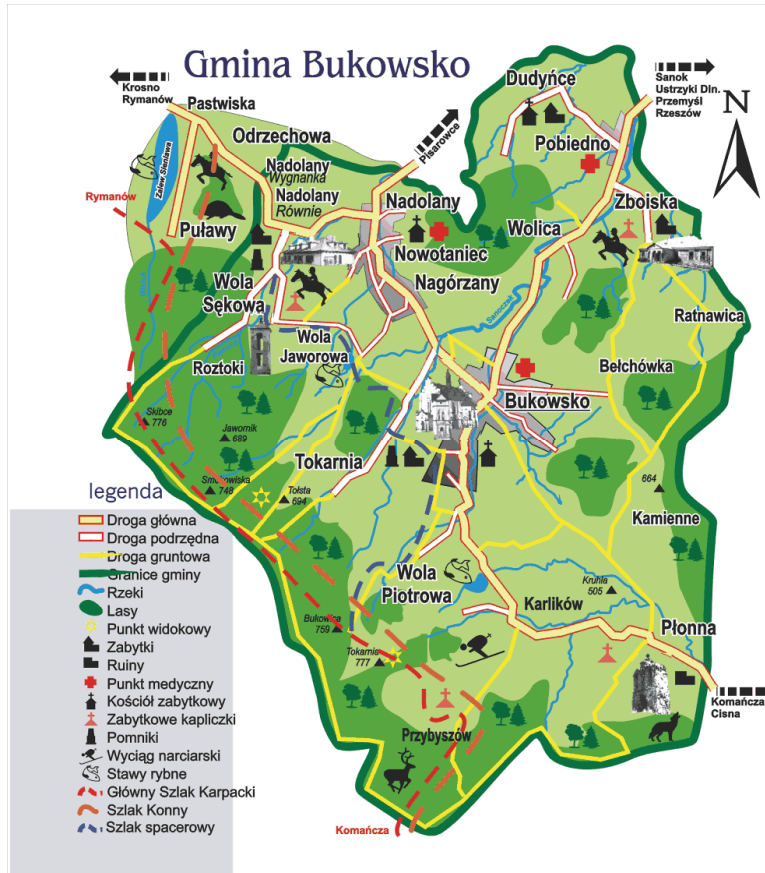 Gmina Bukowsko
Krosno
Rymanów
Pastwiska
Odrzechowa
Pisarowce
Dudyńce
Sanok
Ustrzyki Dln.
Przemyśl
Rzeszów
N
Pobiedno
Zalew Sieniawa
Nadolany
Wygnanka
Nadolany
Równie
Nadolany
Zboiska
Rymanów
Puławy
Nowotaniec
Wolica
Nagórzany
Wola
Sękowa
Sanoczek
Ratnawica
Wola
Jaworowa
Roztoki
Bełchówka
Bukowsko
Skibce
776
Jawornik
689
Tokarnia
664
748
Tołsta
694
Kamienne
legenda
Droga główna
Droga podrzędna
Droga gruntowa
Granice gminy
Rzeki
Lasy
Punkt widokowy
Zabytki
Ruiny
Punkt medyczny
Kościół zabytkowy
Zabytkowe kapliczki
Pomniki
Wyciąg narciarski
Stawy rybne
Główny Szlak Karpacki
Szlak Konny
Szlak spacerowy
Wola
Piotrowa
Kruhla
505
Karlików
Bukowica
759
Płonna
Tokarnia
777
Komańcza
Cisna
Przybyszów
Komańcza